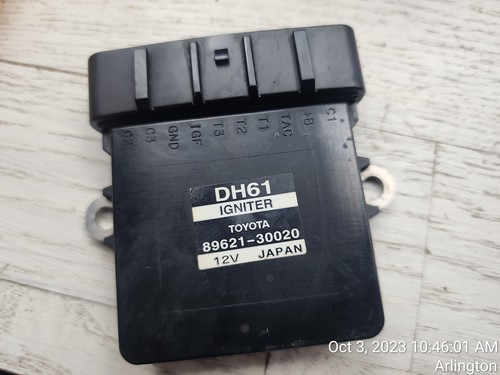 C2 C3 GND IGF T3 T2 T1 TAC +B C1
DH61
IGNITER
TOYOTA
89621-30020
12V JAPAN
Oct 3, 2023 10:46:01 AM
Arlington